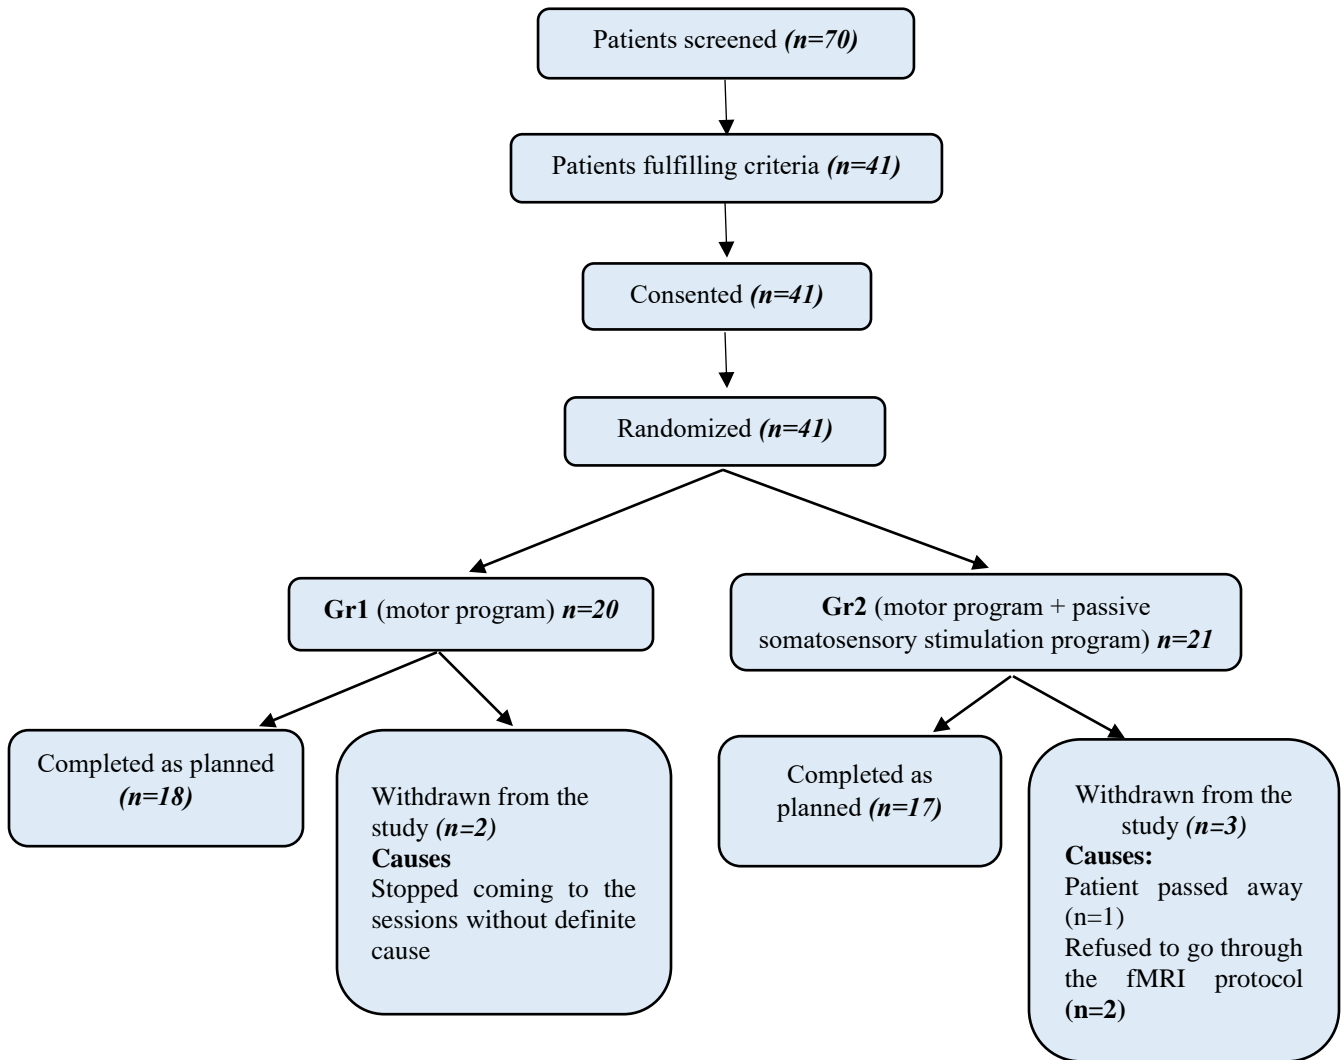 Patients screened (n=70)
Patients fulfilling criteria (n=41)
Consented (n=41)
Randomized (n=41)
Gr1 (motor program) n=20
Gr2 (motor program + passive
somatosensory stimulation program) n=21
Completed as planned
(n=18)
Withdrawn from the
study (n=2)
Causes
Stopped coming to the
sessions without definite
cause
Completed as
planned (n=17)
Withdrawn from the
study (n=3)
Causes:
Patient passed away
(n=1)
Refused to go through
the fMRI protocol
(n=2)